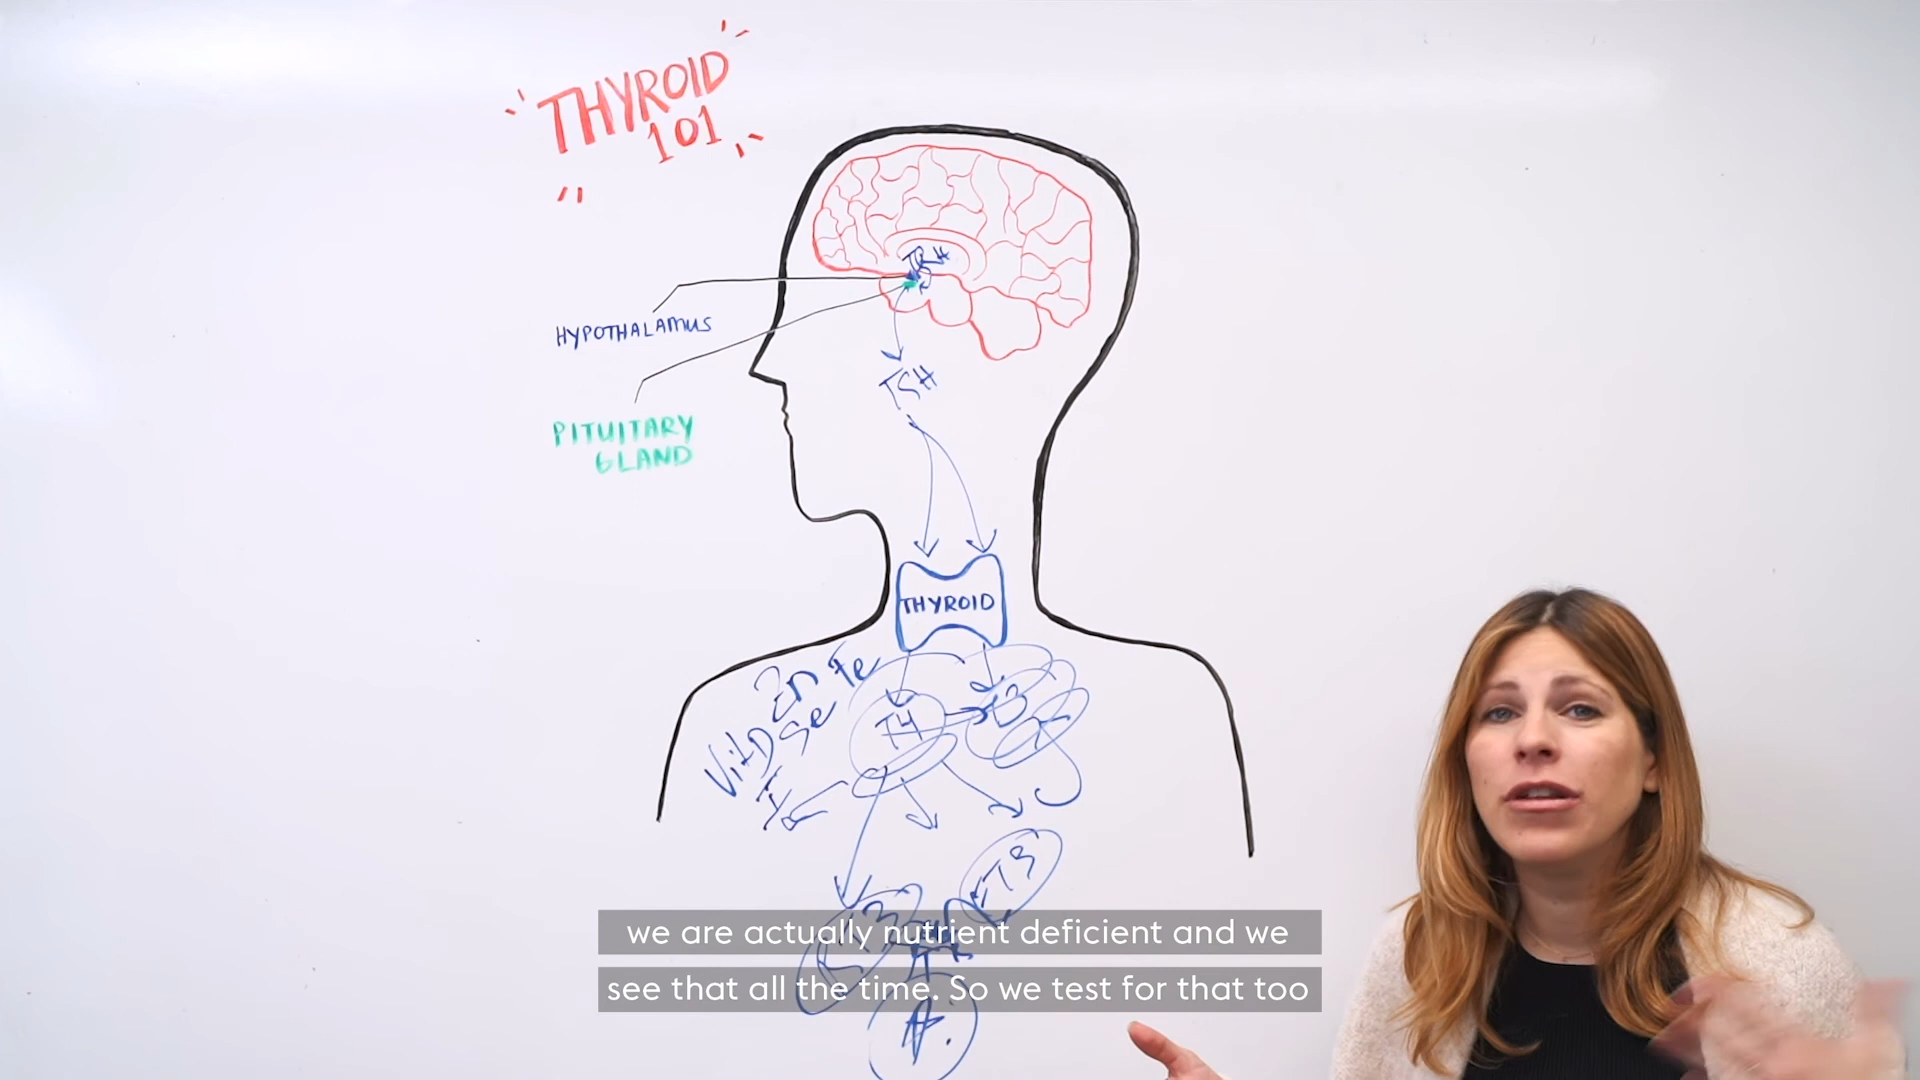 THYROID
101
TRH
HYPOTHALAMUS
TSH
PITUITARY
GLAND
THYROID
Zn Fe
Se
Vit D
I
T4
T3
we are actually nutrient deficient and we
see that all the time. So we test for that too